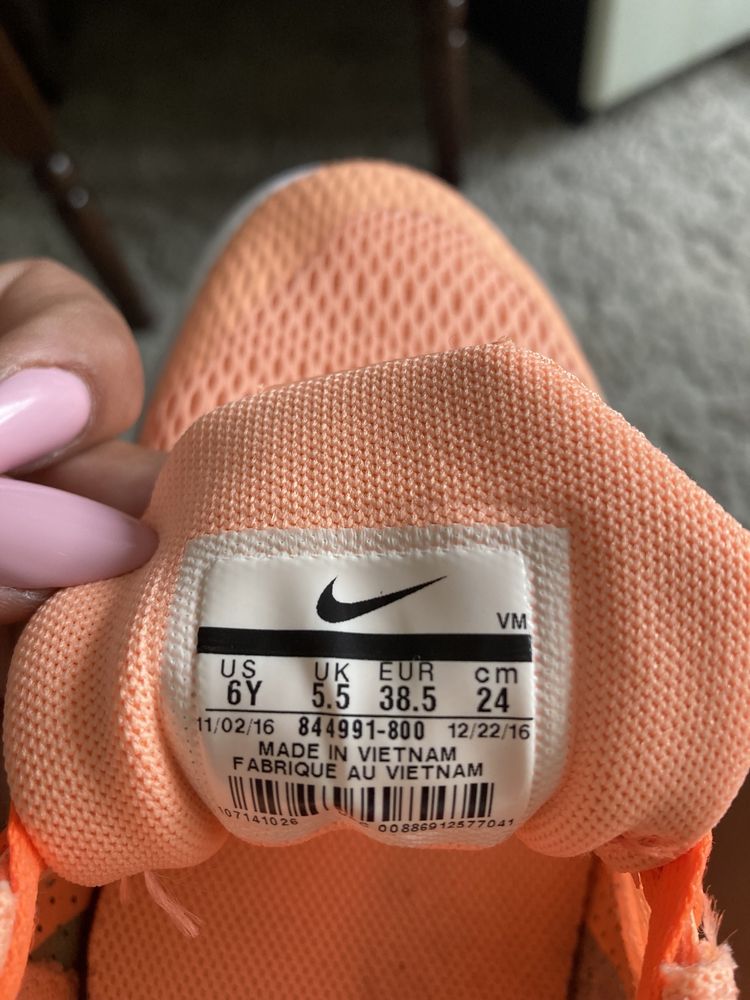 VM
US UK EUR cm
6Y 5.5 38.5 24
11/02/16 844991-800 12/22/16
MADE IN VIETNAM
FABRIQUE AU VIETNAM
107141026 00886912577041